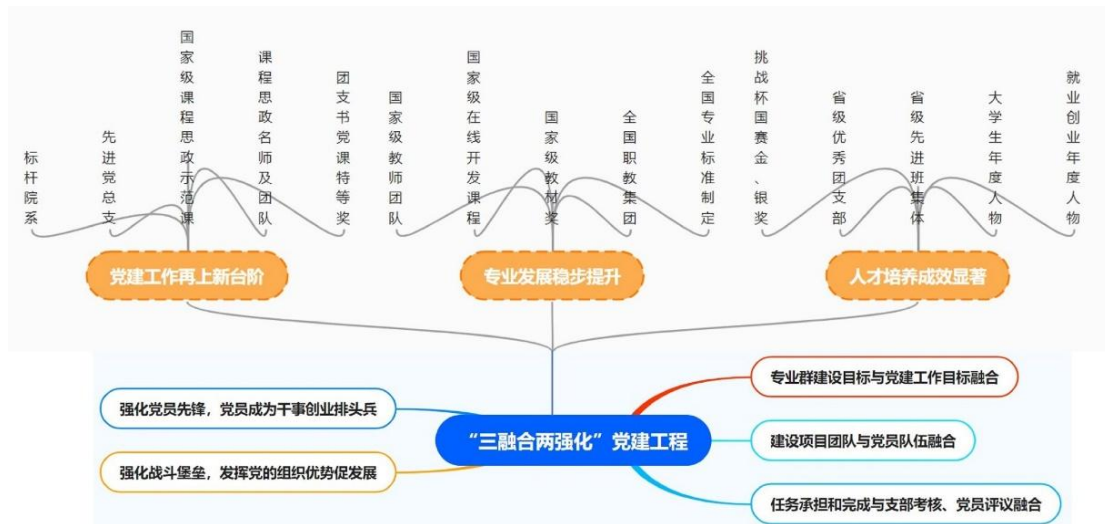 标杆院系
先进党总支
国家级课程思政示范课
课程思政名师及团队
团支书党课特等奖
国家级教师团队
国家级在线开发课程
国家级教材奖
全国职教集团
全国专业标准制定
挑战杯国赛金、银奖
省级优秀团支部
省级先进班集体
大学生年度人物
就业创业年度人物
党建工作再上新台阶
专业发展稳步提升
人才培养成效显著
强化党员先锋，党员成为干事创业排头兵
强化战斗堡垒，发挥党的组织优势促发展
“三融合两强化”党建工程
专业群建设目标与党建工作目标融合
建设项目团队与党员队伍融合
任务承担和完成与支部考核、党员评议融合